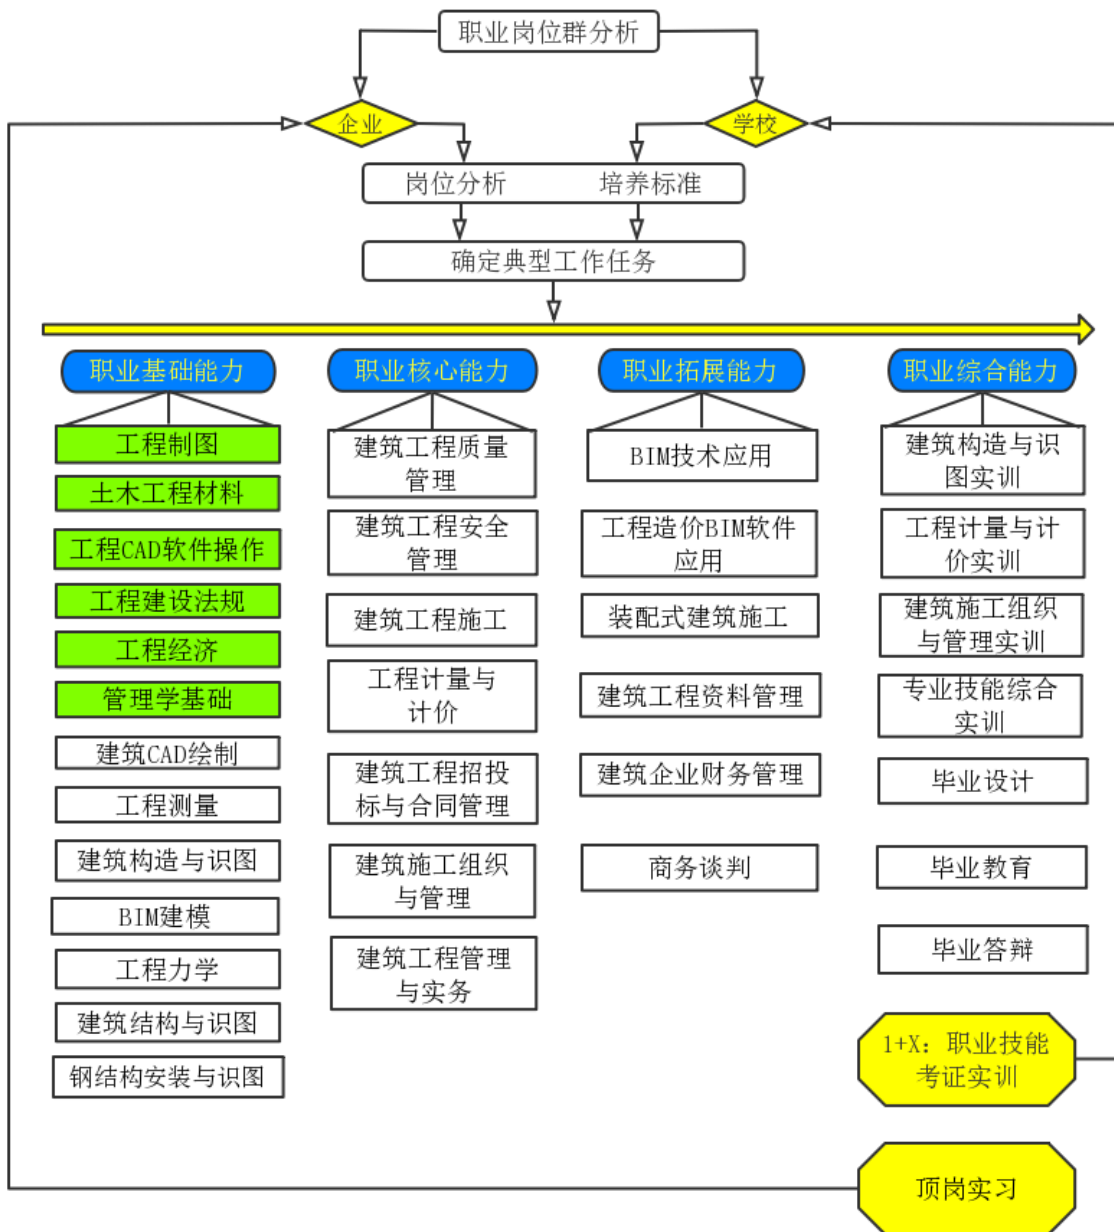 职业岗位群分析
企业
学校
岗位分析
培养标准
确定典型工作任务
职业基础能力
工程制图
土木工程材料
工程CAD软件操作
工程建设法规
工程经济
管理学基础
建筑CAD绘制
工程测量
建筑构造与识图
BIM建模
工程力学
建筑结构与识图
钢结构安装与识图
职业核心能力
建筑工程质量
管理
建筑工程安全
管理
建筑工程施工
工程计量与
计价
建筑工程招投
标与合同管理
建筑施工组织
与管理
建筑工程管理
与实务
职业拓展能力
BIM技术应用
工程造价BIM软件
应用
装配式建筑施工
建筑工程资料管理
建筑企业财务管理
商务谈判
职业综合能力
建筑构造与识
图实训
工程计量与计
价实训
建筑施工组织
与管理实训
专业技能综合
实训
毕业设计
毕业教育
毕业答辩
1+X：职业技能
考证实训
顶岗实习